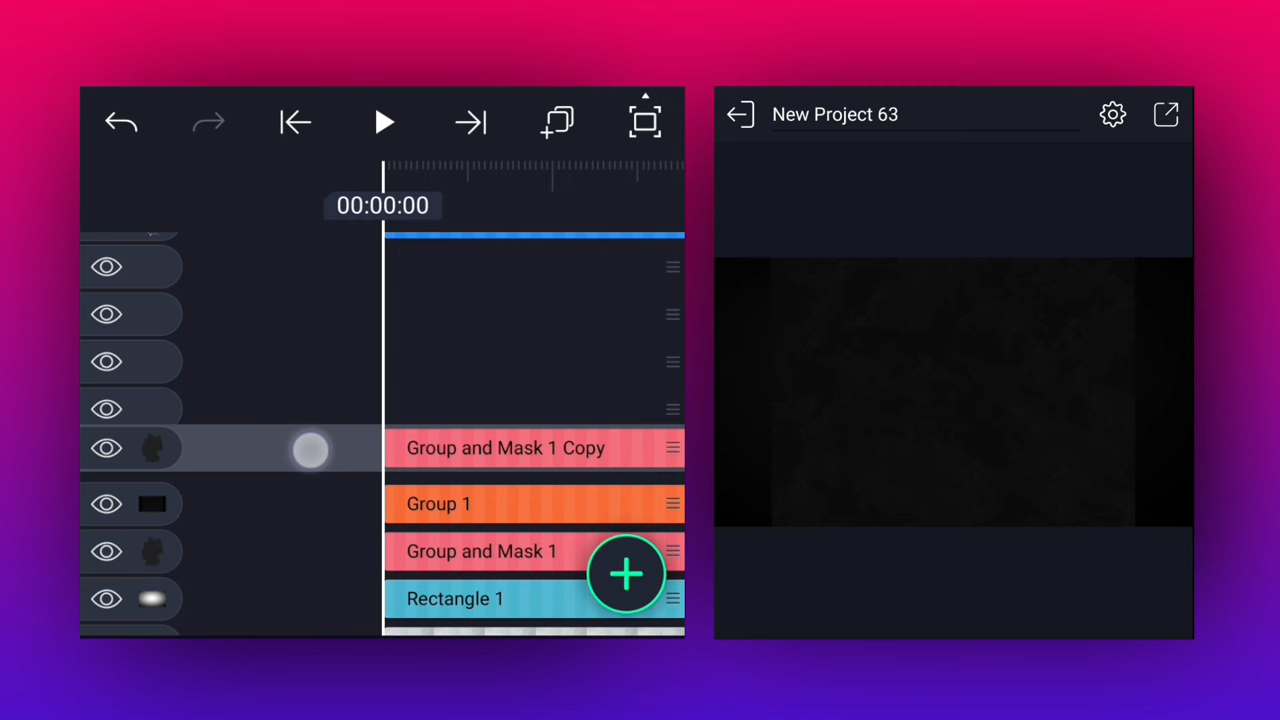 New Project 63
00:00:00
Group and Mask 1 Copy
Group 1
Group and Mask 1
Rectangle 1